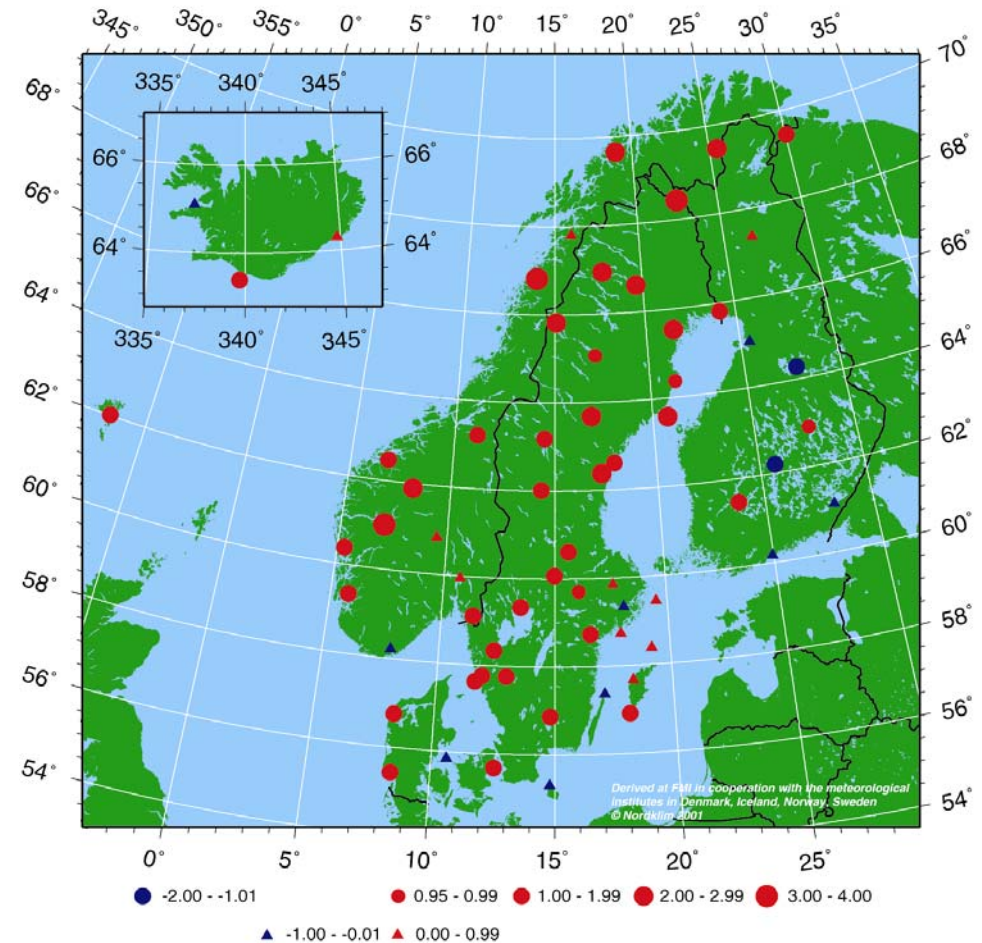 345° 350° 355° 0° 5° 10° 15° 20° 25° 30° 35°
70°
68°
335° 340° 345°
66° 66°
68°
66°
66°
64° 64°
64°
64°
335° 340° 345°
62°
62°
60°
60°
58°
58°
56°
56°
54°
Derived at FMI in cooperation with the meteorological
institutes in Denmark, Iceland, Norway, Sweden
© Nordklim 2001
54°
0° 5° 10° 15° 20° 25°
-2.00 - -1.01 0.95 - 0.99 1.00 - 1.99 2.00 - 2.99 3.00 - 4.00
-1.00 - -0.01 0.00 - 0.99